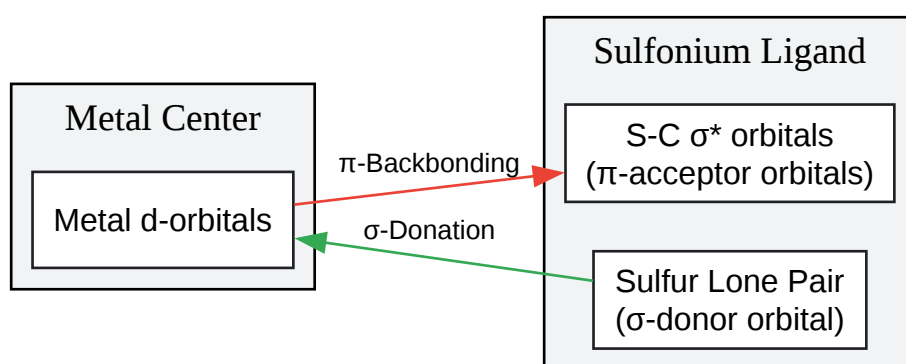 Metal Center
Metal d-orbitals
π-Backbonding
σ-Donation
Sulfonium Ligand
S-C σ* orbitals
(π-acceptor orbitals)
Sulfur Lone Pair
(σ-donor orbital)